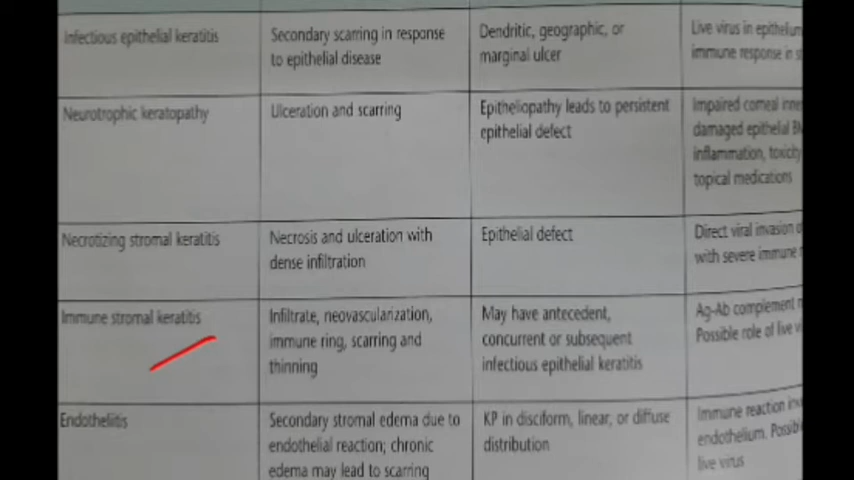 Infectious epithelial keratitis
Secondary scarring in response
to epithelial disease
Dendritic, geographic, or
marginal ulcer
Live virus in epithelium
immune response in
Neurotrophic keratopathy
Ulceration and scarring
Epitheliopathy leads to persistent
epithelial defect
Impaired corneal
damaged epithelial
inflammation, toxicity
topical medications
Necrotizing stromal keratitis
Necrosis and ulceration with
dense infiltration
Epithelial defect
Direct viral invasion
with severe immune
Immune stromal keratitis
Infiltrate, neovascularization,
immune ring, scarring and
thinning
May have antecedent,
concurrent or subsequent
infectious epithelial keratitis
Ag-Ab complement
Possible role of live
Endotheliitis
Secondary stromal edema due to
endothelial reaction; chronic
edema may lead to scarring
KP in disciform, linear, or diffuse
distribution
Immune reaction
endothelium.
live virus